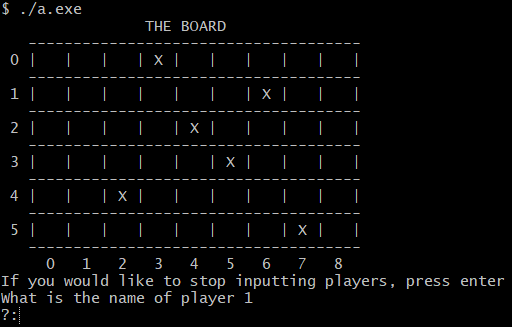 $ ./a.exe
THE BOARD
-------------------------------------
0 |   |   |   | X |   |   |   |   |   |
-------------------------------------
1 |   |   |   |   |   |   | X |   |   |
-------------------------------------
2 |   |   |   |   | X |   |   |   |   |
-------------------------------------
3 |   |   |   |   |   | X |   |   |   |
-------------------------------------
4 |   |   | X |   |   |   |   |   |   |
-------------------------------------
5 |   |   |   |   |   |   |   | X |   |
-------------------------------------
0   1   2   3   4   5   6   7   8
If you would like to stop inputting players, press enter
What is the name of player 1
?: